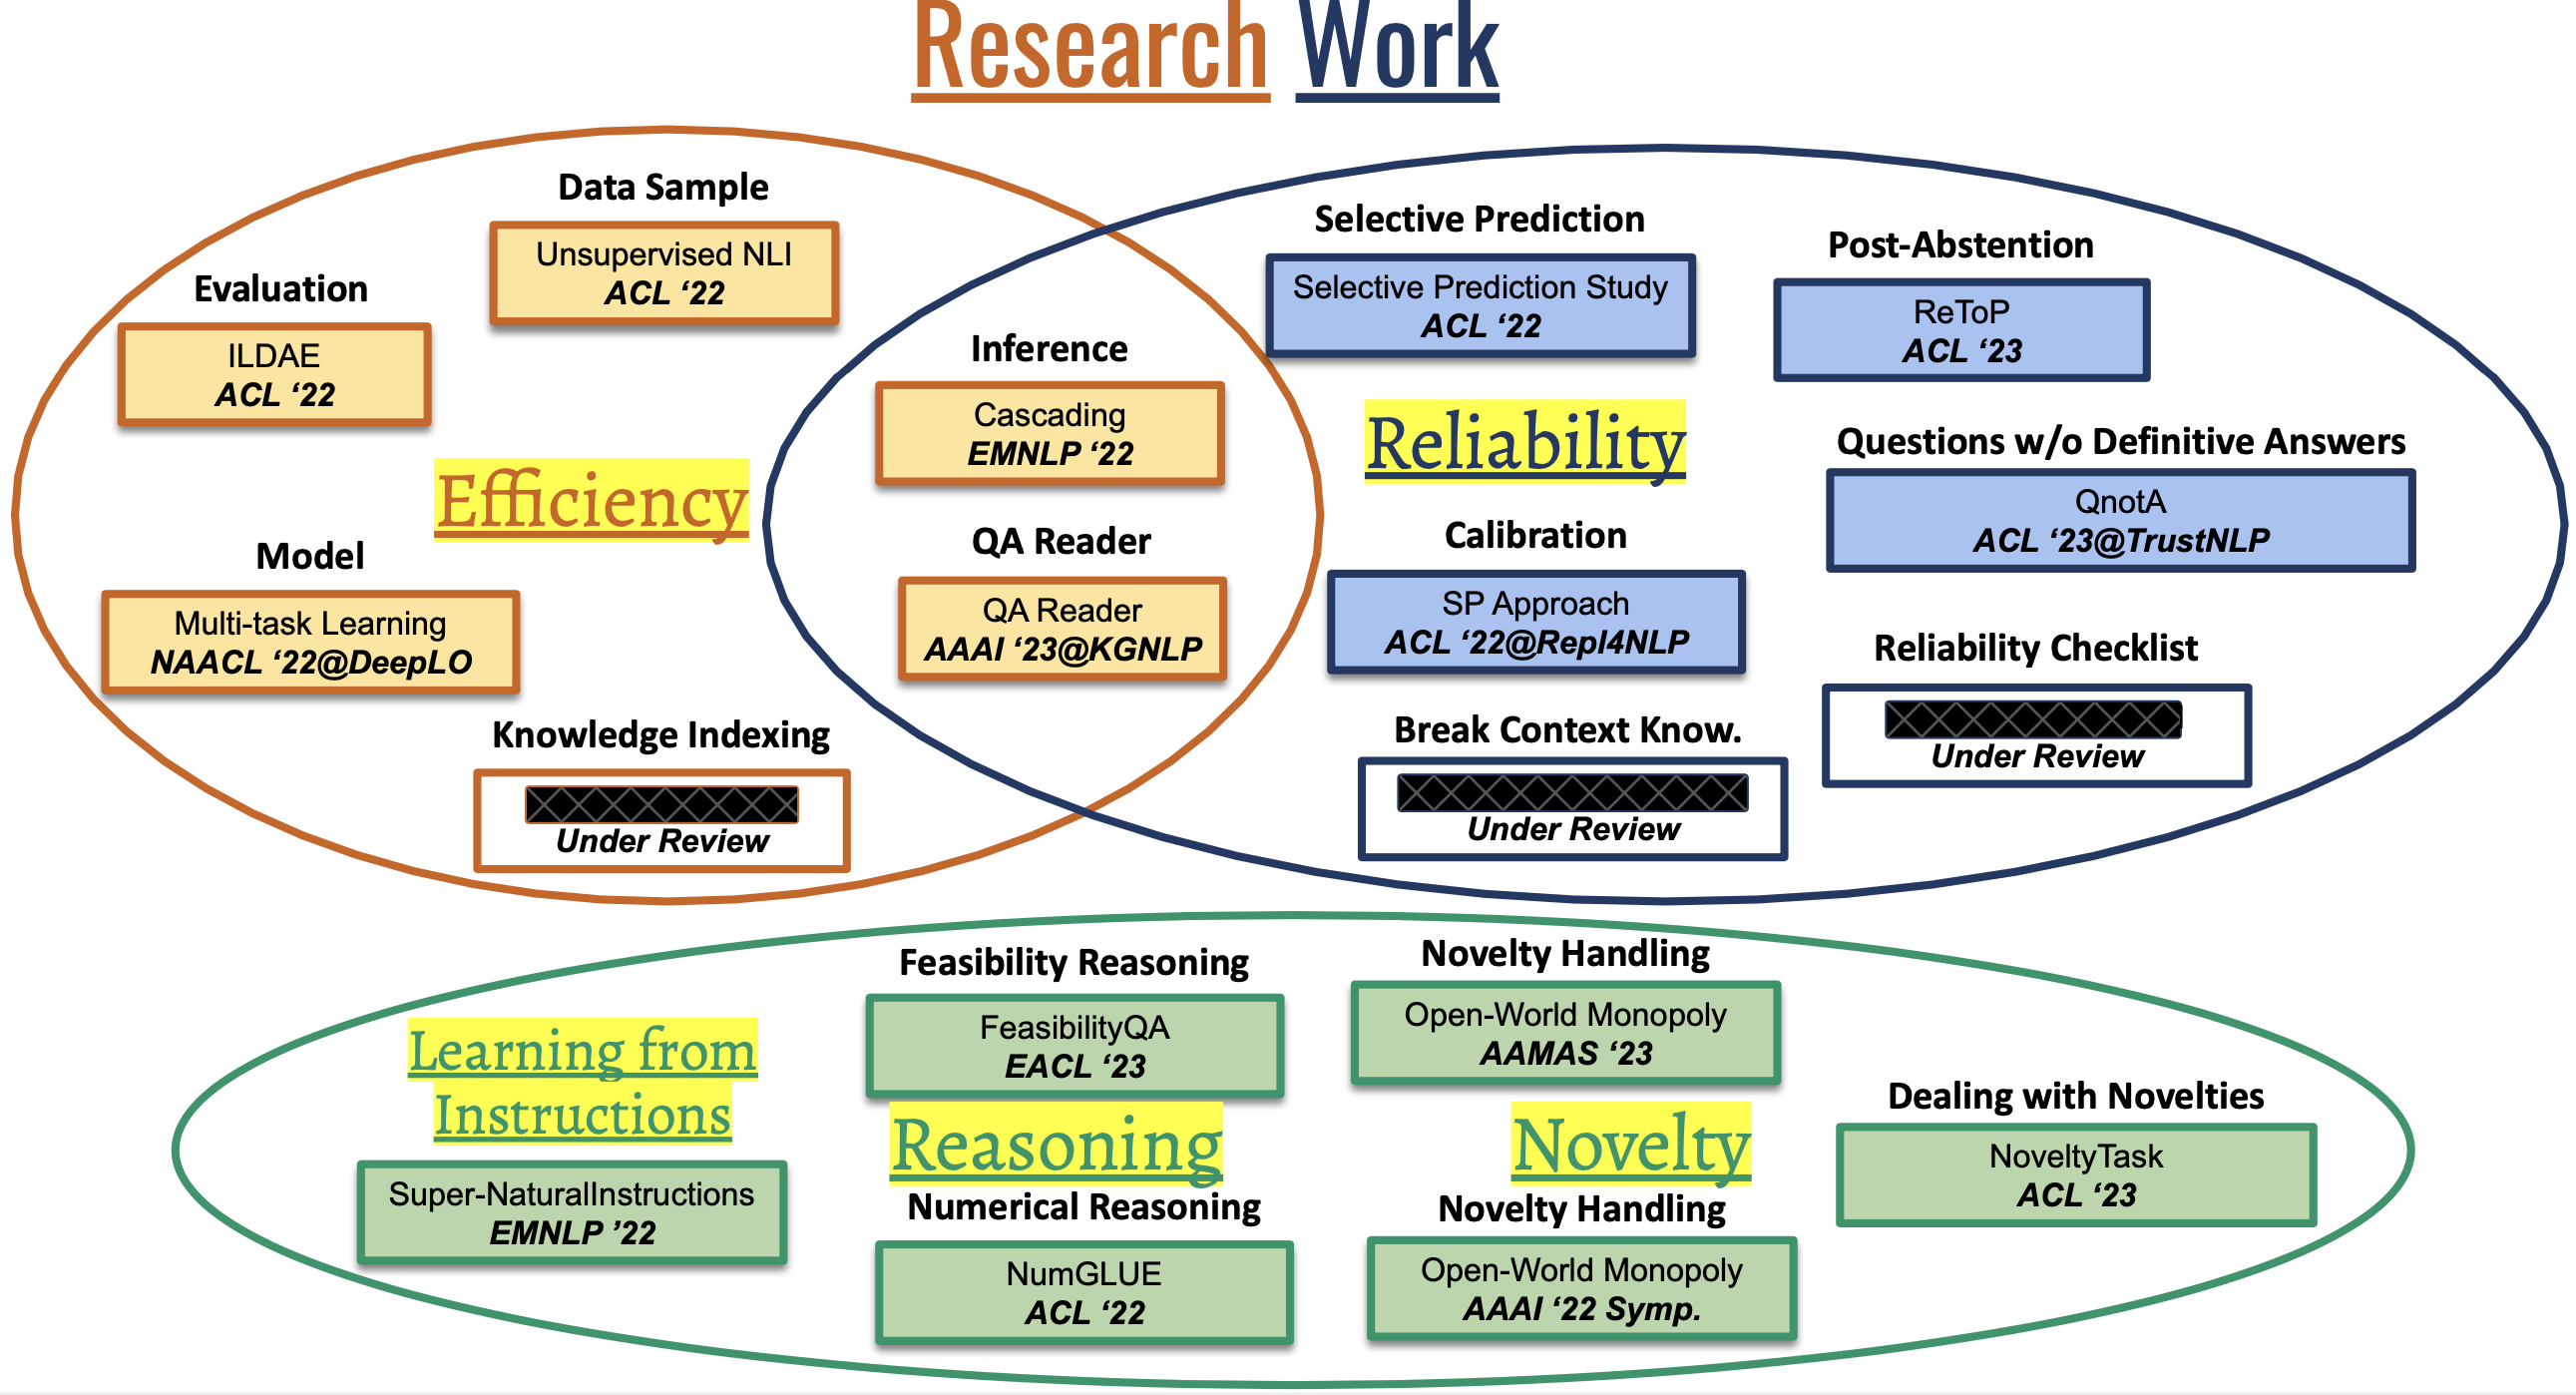 Research Work
Data Sample
Unsupervised NLI
ACL ‘22
Evaluation
ILDAE
ACL ‘22
Efficiency
Model
Multi-task Learning
NAACL ‘22@DeepLO
Knowledge Indexing
Under Review
Inference
Cascading
EMNLP ‘22
QA Reader
QA Reader
AAAI ‘23@KGNLP
Selective Prediction
Selective Prediction Study
ACL ‘22
Post-Abstention
ReToP
ACL ‘23
Reliability
Questions w/o Definitive Answers
QnotA
ACL ‘23@TrustNLP
Calibration
SP Approach
ACL ‘22@Repl4NLP
Reliability Checklist
Under Review
Break Context Know.
Under Review
Learning from
Instructions
Super-NaturalInstructions
EMNLP ’22
Feasibility Reasoning
FeasibilityQA
EACL ‘23
Reasoning
Numerical Reasoning
NumGLUE
ACL ‘22
Novelty Handling
Open-World Monopoly
AAMAS ‘23
Novelty
Novelty Handling
Open-World Monopoly
AAAI ‘22 Symp.
Dealing with Novelties
NoveltyTask
ACL ‘23